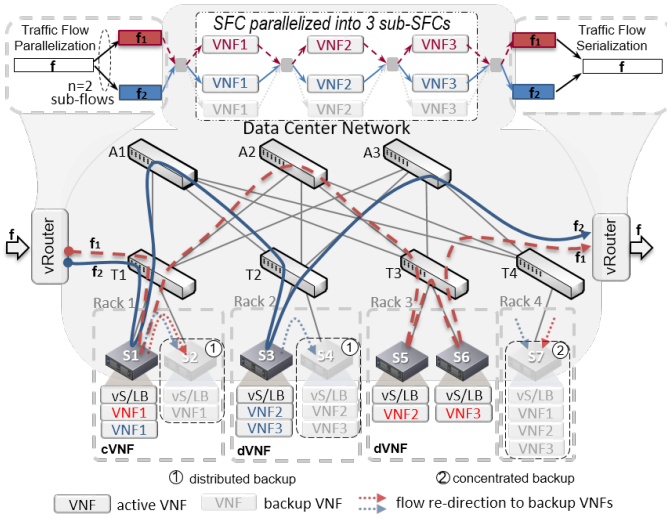 SFC parallelized into 3 sub-SFCs
Traffic Flow
Parallelization
f
n=2
sub-flows
f₁
f₂
VNF1
VNF2
VNF3
VNF1
VNF2
VNF3
VNF1
VNF2
VNF3
f₁
f₂
Traffic Flow
Serialization
f
Data Center Network
A1
A2
A3
f
vRouter
f₁
f₂
T1
T2
T3
T4
f₂
f₁
vRouter
f
Rack 1
Rack 2
Rack 3
Rack 4
S1
S2
①
S3
S4
①
S5
S6
S7
②
vS/LB
VNF1
VNF1
cVNF
vS/LB
VNF1
vS/LB
VNF2
VNF3
dVNF
vS/LB
VNF2
VNF3
vS/LB
VNF2
dVNF
vS/LB
VNF3
vS/LB
VNF1
VNF2
VNF3
① distributed backup
② concentrated backup
VNF active VNF
VNF backup VNF
flow re-direction to backup VNFs